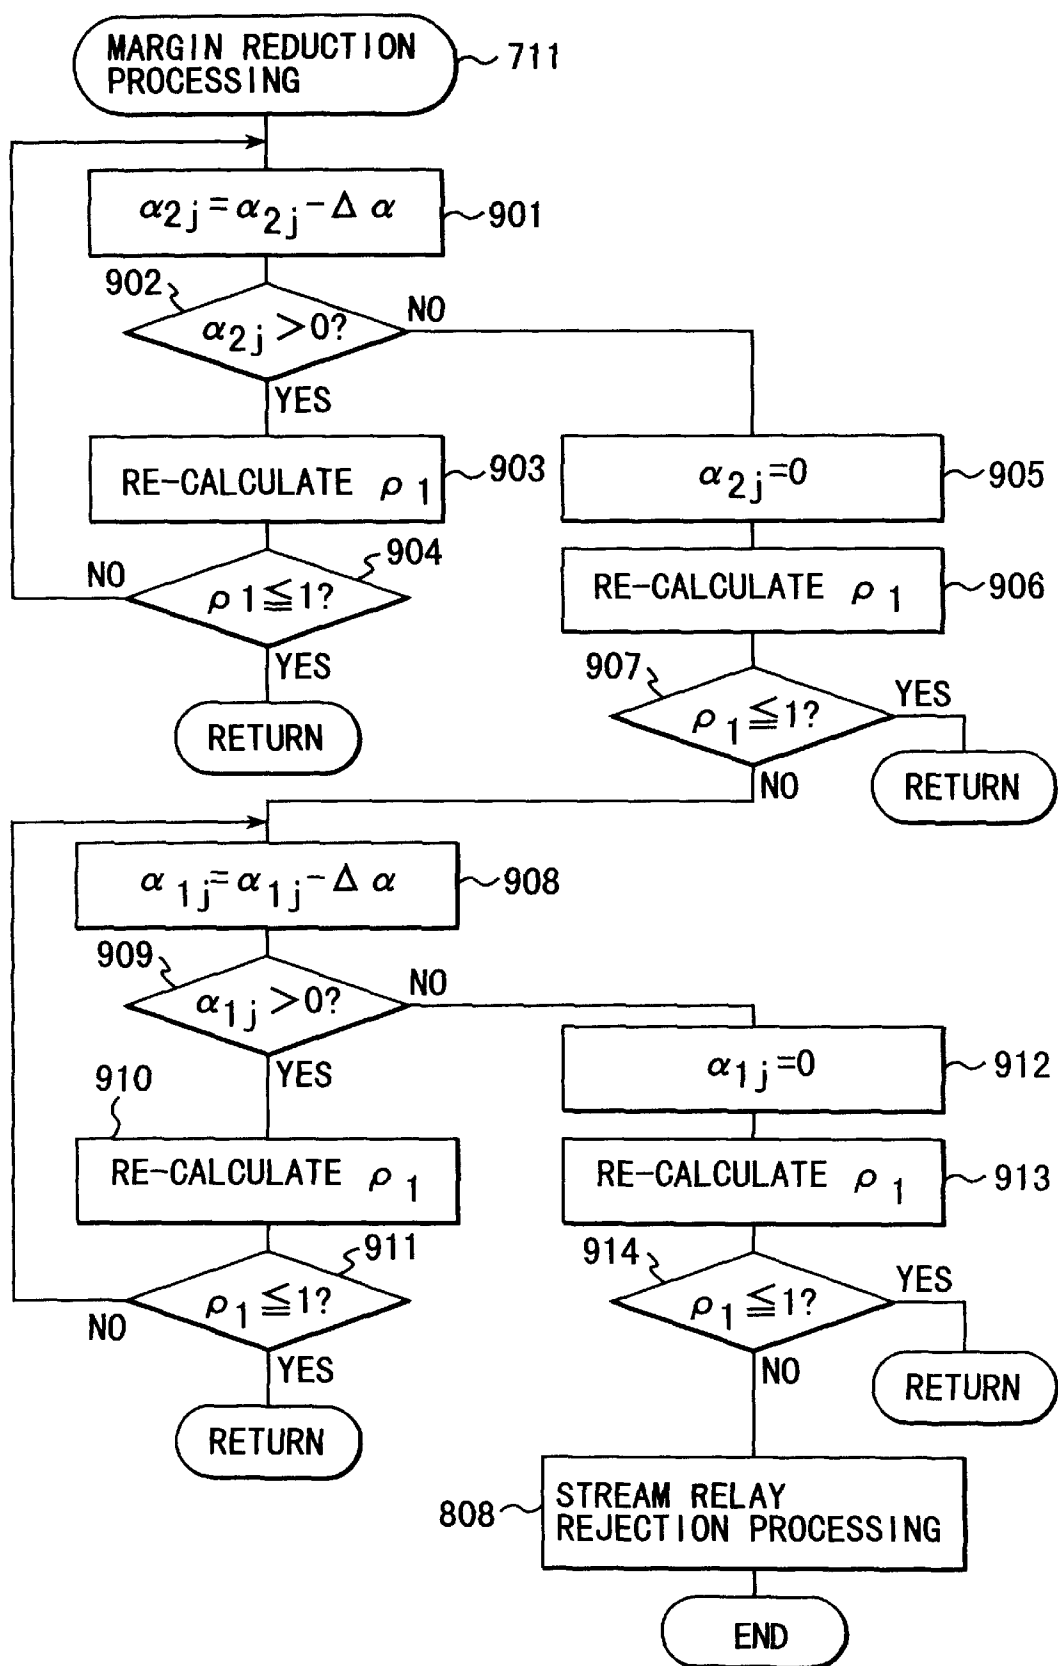 MARGIN REDUCTION
PROCESSING
711
α2j=α2j-Δα
901
902
α2j>0?
NO
YES
RE-CALCULATE ρ1
903
α2j=0
905
904
NO
ρ1≦1?
YES
RE-CALCULATE ρ1
906
907
ρ1≦1?
YES
NO
RETURN
RETURN
α1j=α1j-Δα
908
909
α1j>0?
NO
YES
α1j=0
912
910
RE-CALCULATE ρ1
RE-CALCULATE ρ1
913
911
ρ1≦1?
NO
YES
914
ρ1≦1?
YES
NO
RETURN
RETURN
808
STREAM RELAY
REJECTION PROCESSING
END